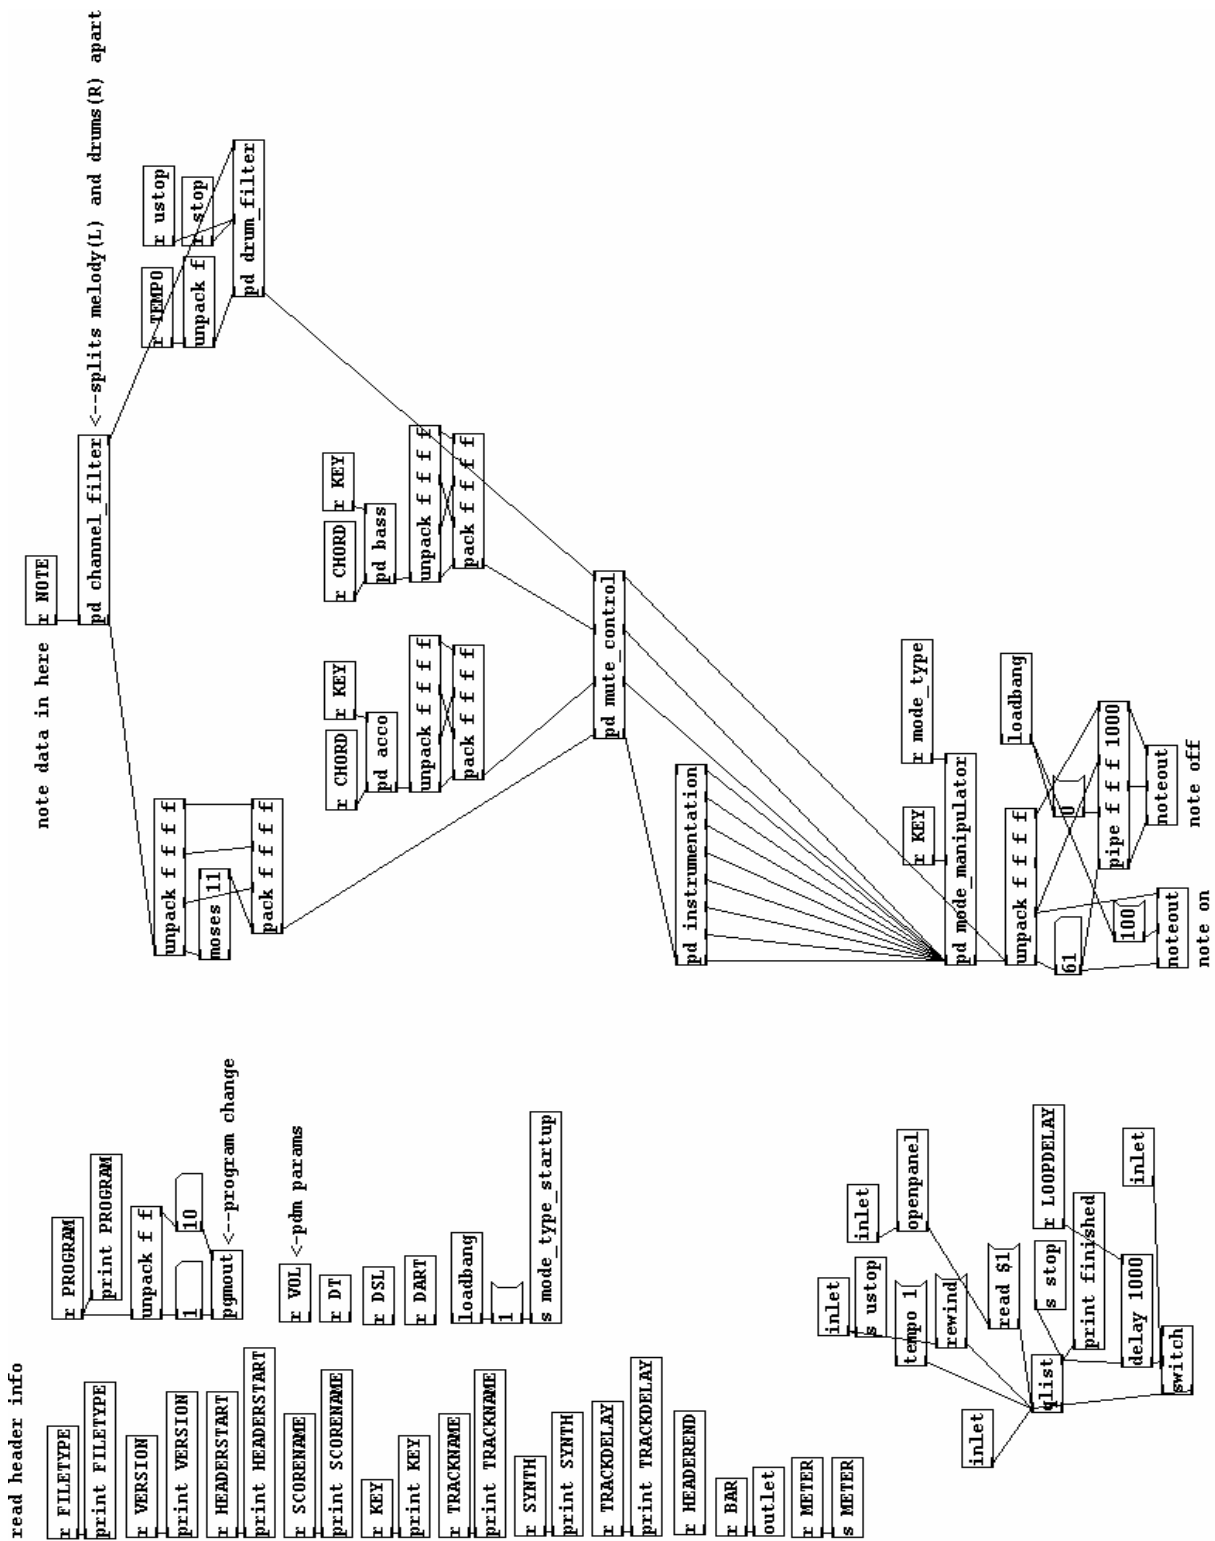 read header info
r FILETYPE
print FILETYPE
r VERSION
print VERSION
r HEADERSTART
print HEADERSTART
r SCORENAME
print SCORENAME
r KEY
print KEY
r TRACKNAME
print TRACKNAME
r SYNTH
print SYNTH
r TRACKDELAY
print TRACKDELAY
r HEADEREND
r BAR
outlet
r METER
s METER
r PROGRAM
print PROGRAM
unpack f f
1
10
pgmout
<--program change
r VOL
<-pdm params
r DT
r DSL
r DART
loadbang
1
s mode_type_startup
inlet
inlet
s ustop
openpanel
tempo 1
rewind
read $1
inlet
qlist
s stop
r LOOPDELAY
print finished
delay 1000
inlet
switch
note data in here
r NOTE
pd channel_filter
<--splits melody(L) and drums(R) apart
unpack f f f f
moses 11
pack f f f f
r TEMPO
r ustop
unpack f
r stop
pd drum_filter
r CHORD
r KEY
pd acco
unpack f f f f
pack f f f f
r CHORD
r KEY
pd bass
unpack f f f f
pack f f f f
pd mute_control
pd instrumentation
r KEY
r mode_type
pd mode_manipulator
unpack f f f f
loadbang
61
0
100
pipe f f f 1000
noteout
noteout
note on
note off